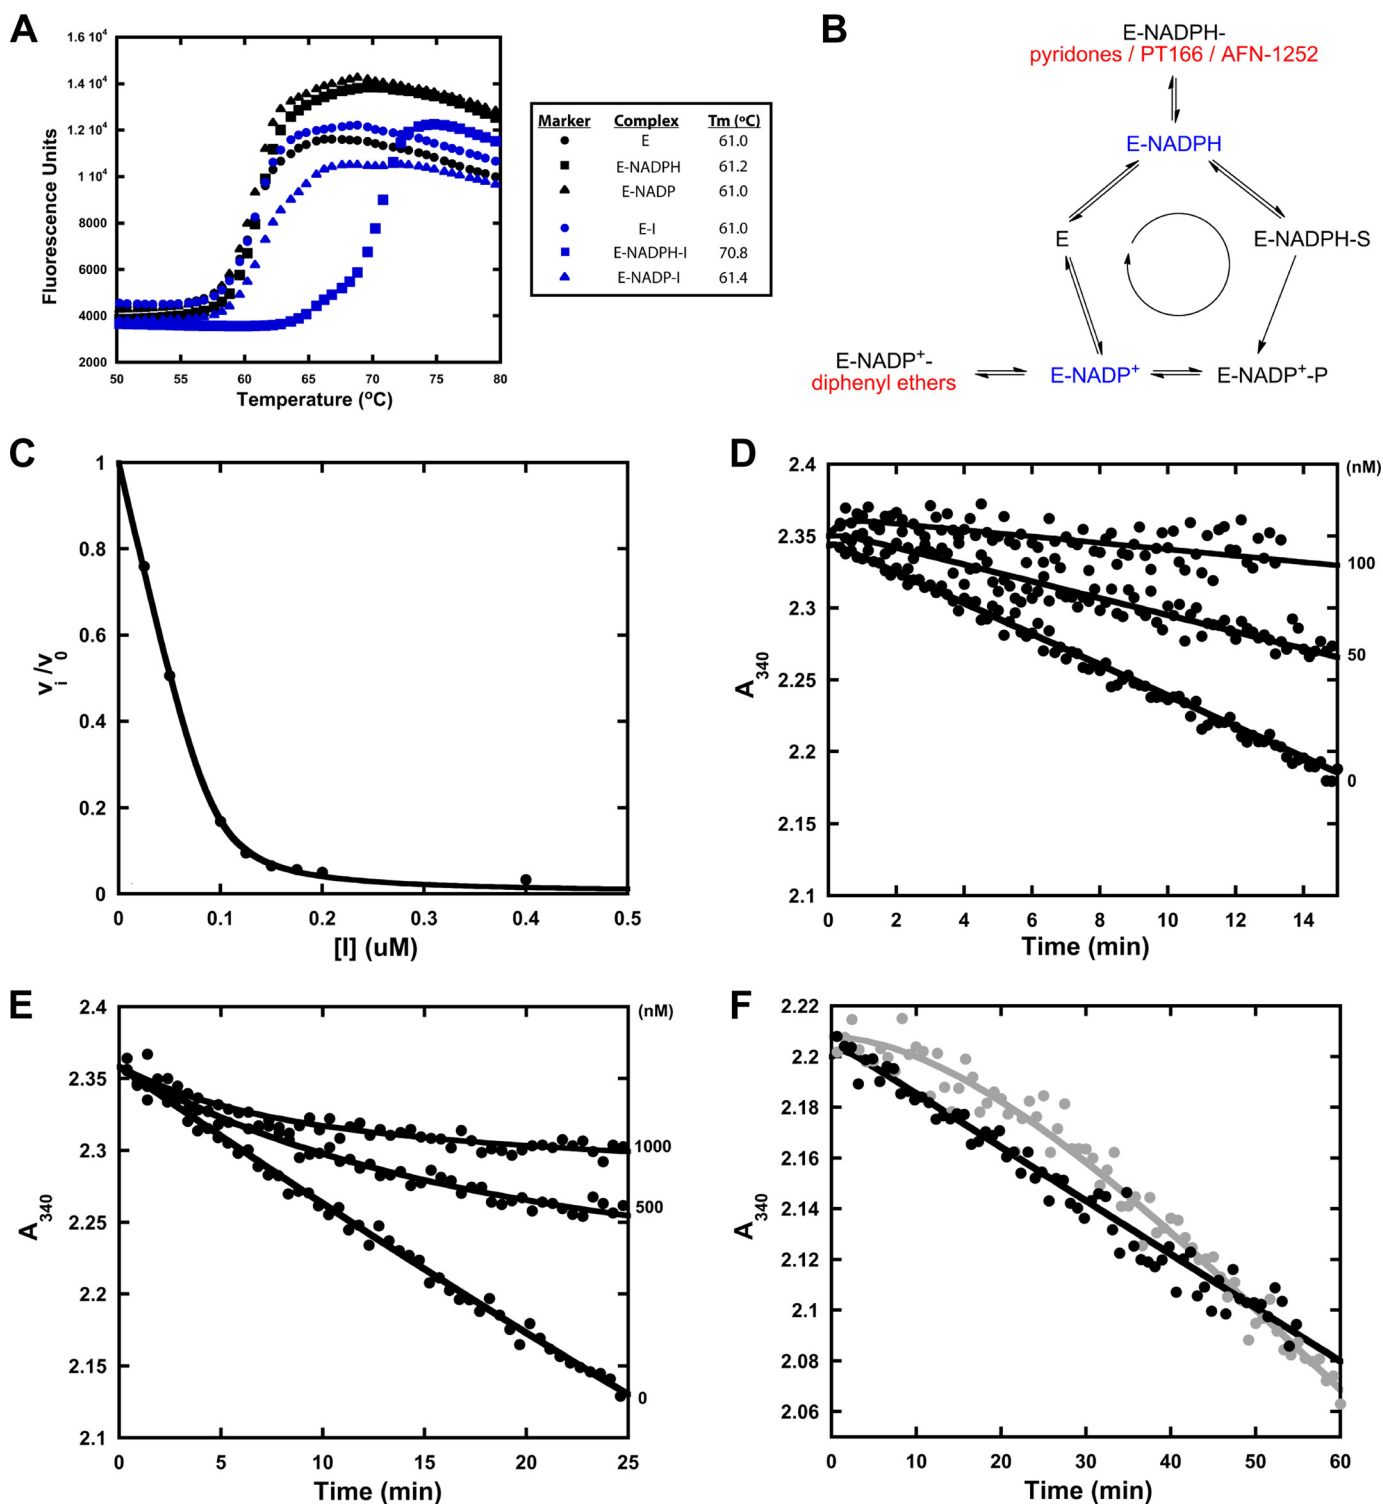 A
1.6 10⁴
1.4 10⁴
1.2 10⁴
1 10⁴
8000
6000
4000
2000
Fluorescence Units
50 55 60 65 70 75 80
Temperature (ºC)
Marker Complex Tm (ºC)
E 61.0
E-NADPH 61.2
E-NADP 61.0
E-I 61.0
E-NADPH-I 70.8
E-NADP-I 61.4
B
E-NADPH-
pyridones / PT166 / AFN-1252
E-NADPH
E
E-NADPH-S
E-NADP⁺-
diphenyl ethers
E-NADP⁺
E-NADP⁺-P
C
1
0.8
0.6
0.4
0.2
0
vᵢ/v₀
0 0.1 0.2 0.3 0.4 0.5
[I] (uM)
D
2.4
2.35
2.3
2.25
2.2
2.15
2.1
A₃₄₀
(nM)
100
50
0
0 2 4 6 8 10 12 14
Time (min)
E
2.4
2.35
2.3
2.25
2.2
2.15
2.1
A₃₄₀
(nM)
1000
500
0
0 5 10 15 20 25
Time (min)
F
2.22
2.2
2.18
2.16
2.14
2.12
2.1
2.08
2.06
A₃₄₀
0 10 20 30 40 50 60
Time (min)